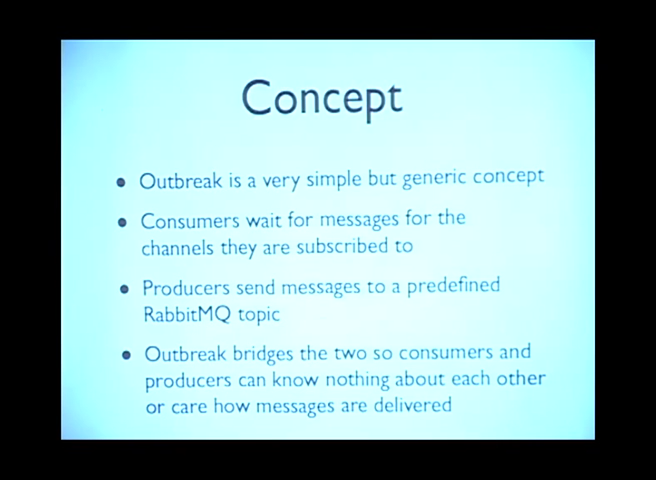 Concept
• Outbreak is a very simple but generic concept
• Consumers wait for messages for the
channels they are subscribed to
• Producers send messages to a predefined
RabbitMQ topic
• Outbreak bridges the two so consumers and
producers can know nothing about each other
or care how messages are delivered